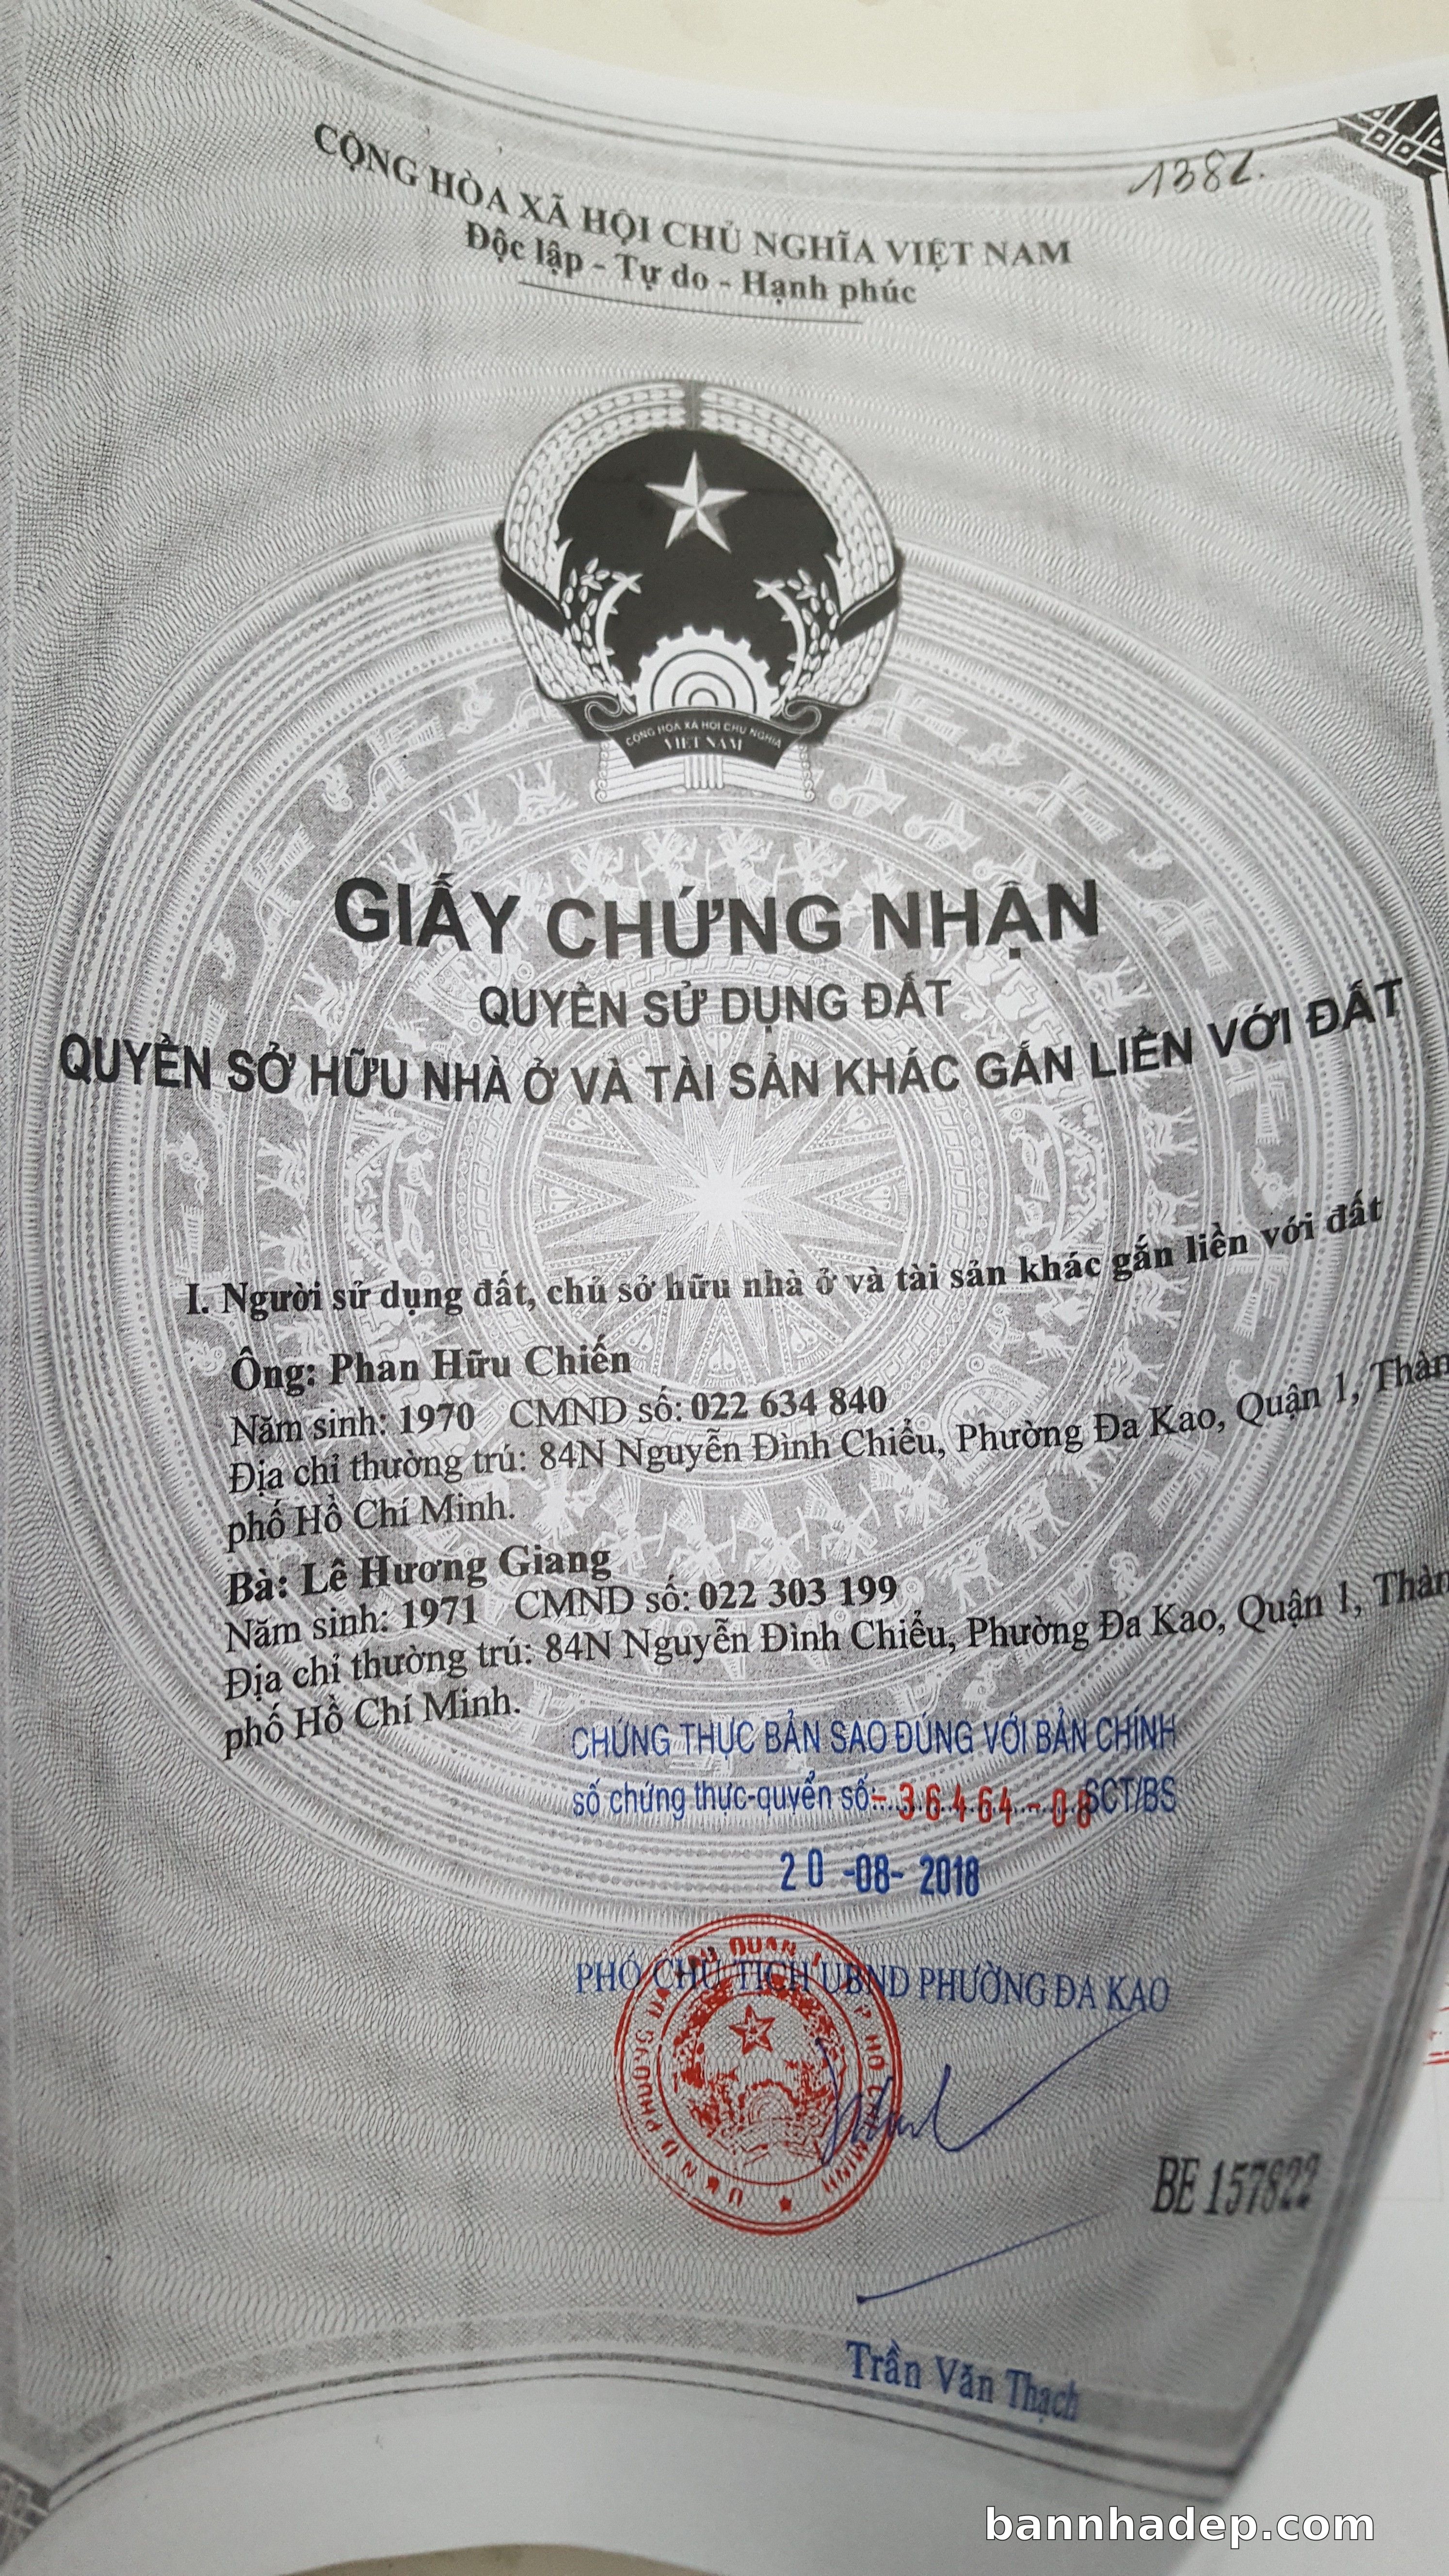 1382.
CỘNG HÒA XÃ HỘI CHỦ NGHĨA VIỆT NAM
Độc lập - Tự do - Hạnh phúc
CỘNG HÒA XÃ HỘI CHỦ NGHĨA
VIỆT NAM
GIẤY CHỨNG NHẬN
QUYỀN SỬ DỤNG ĐẤT
QUYỀN SỞ HỮU NHÀ Ở VÀ TÀI SẢN KHÁC GẮN LIỀN VỚI ĐẤT
I. Người sử dụng đất, chủ sở hữu nhà ở và tài sản khác gắn liền với đất
Ông: Phan Hữu Chiến
Năm sinh: 1970 CMND số: 022 634 840
Địa chỉ thường trú: 84N Nguyễn Đình Chiểu, Phường Đa Kao, Quận 1, Thàn
phố Hồ Chí Minh.
Bà: Lê Hương Giang
Năm sinh: 1971 CMND số: 022 303 199
Địa chỉ thường trú: 84N Nguyễn Đình Chiểu, Phường Đa Kao, Quận 1, Thàn
phố Hồ Chí Minh.
CHỨNG THỰC BẢN SAO ĐÚNG VỚI BẢN CHÍNH
số chứng thực-quyển số:- 36464-08 SCT/BS
20 -08- 2018
PHÓ CHỦ TỊCH UBND PHƯỜNG ĐA KAO
BE 157822
Trần Văn Thạch
bannhadep.com